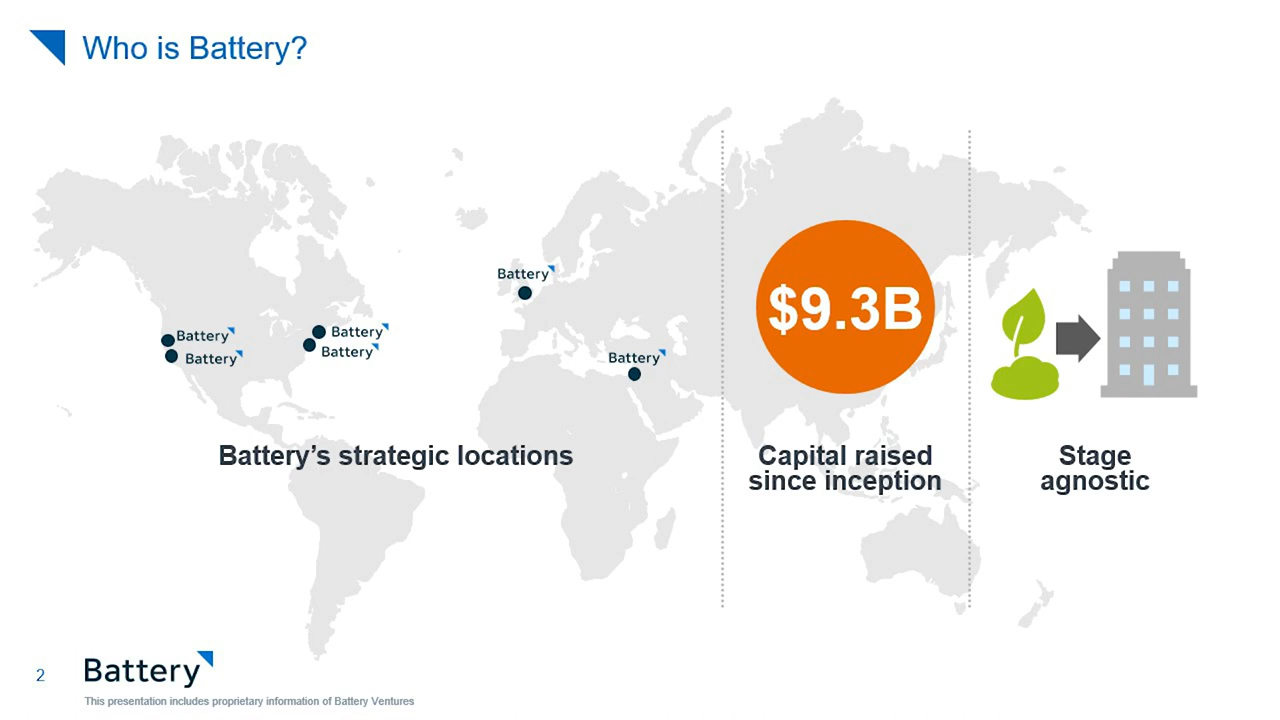 Who is Battery?
Battery
Battery
Battery
Battery
Battery
Battery
$9.3B
Battery's strategic locations
Capital raised
since inception
Stage
agnostic
2
Battery
This presentation includes proprietary information of Battery Ventures